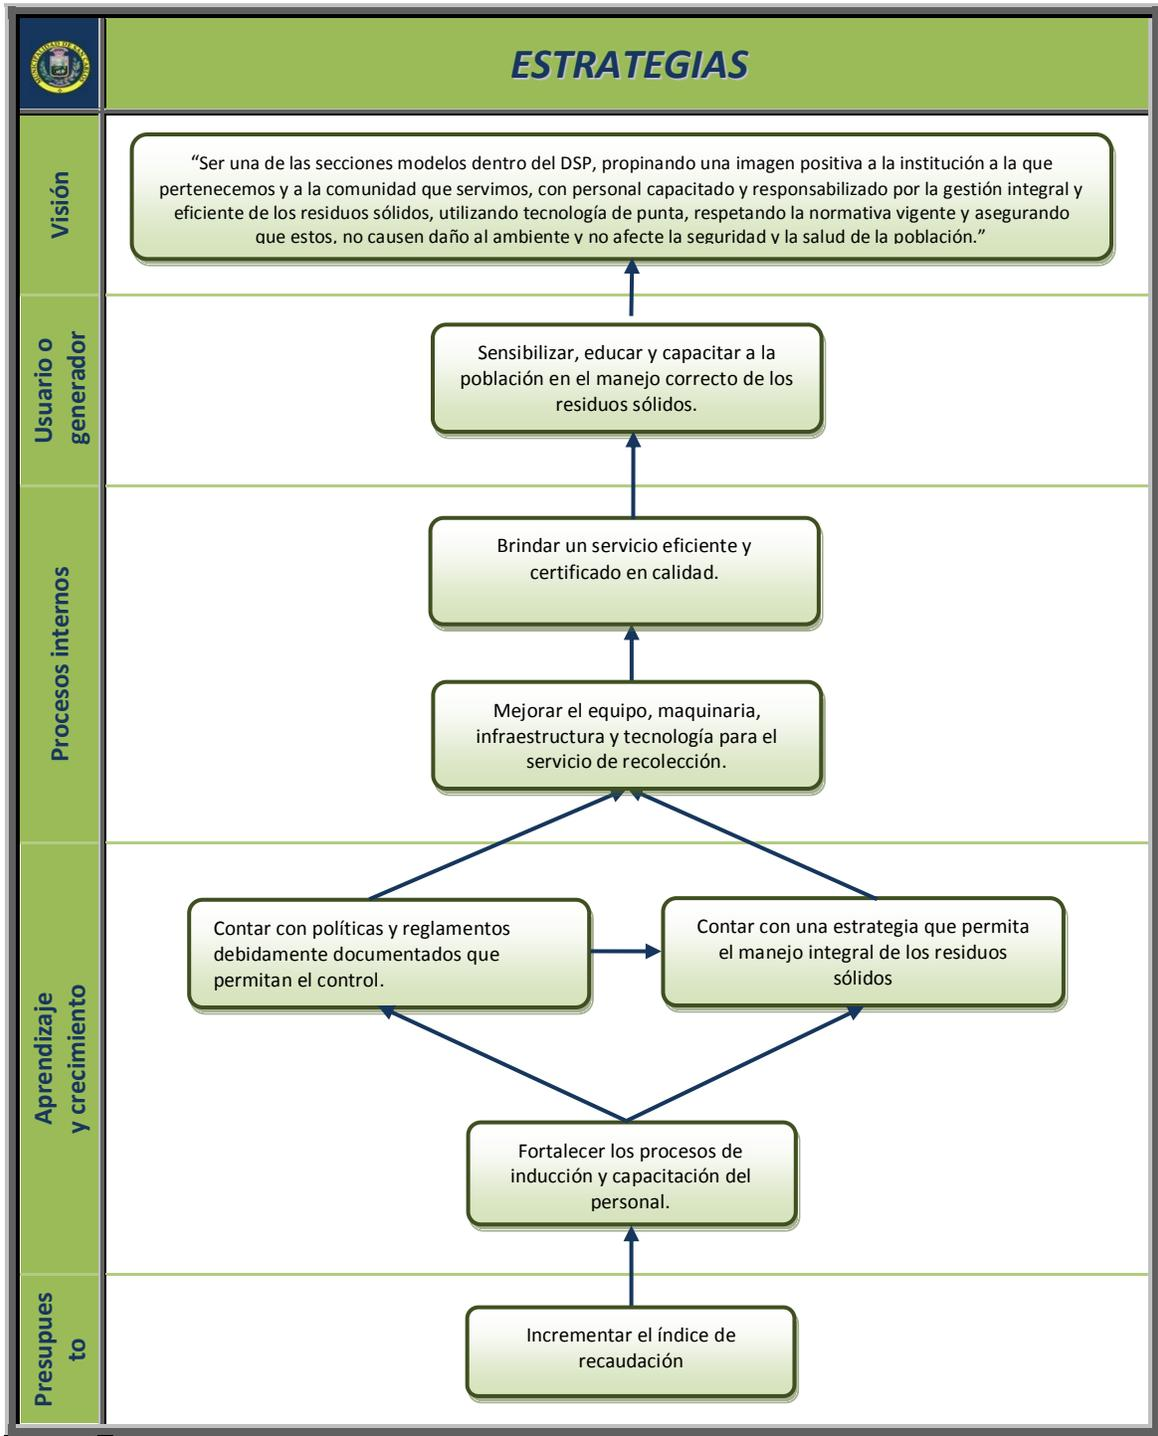 MUNICIPALIDAD DE SAN CARLOS
ESTRATEGIAS
Visión
“Ser una de las secciones modelos dentro del DSP, propinando una imagen positiva a la institución a la que
pertenecemos y a la comunidad que servimos, con personal capacitado y responsabilizado por la gestión integral y
eficiente de los residuos sólidos, utilizando tecnología de punta, respetando la normativa vigente y asegurando
que estos, no causen daño al ambiente y no afecte la seguridad y la salud de la población.”
Usuario o
generador
Sensibilizar, educar y capacitar a la
población en el manejo correcto de los
residuos sólidos.
Procesos internos
Brindar un servicio eficiente y
certificado en calidad.
Mejorar el equipo, maquinaria,
infraestructura y tecnología para el
servicio de recolección.
Aprendizaje
y crecimiento
Contar con políticas y reglamentos
debidamente documentados que
permitan el control.
Contar con una estrategia que permita
el manejo integral de los residuos
sólidos
Fortalecer los procesos de
inducción y capacitación del
personal.
Presupues
to
Incrementar el índice de
recaudación